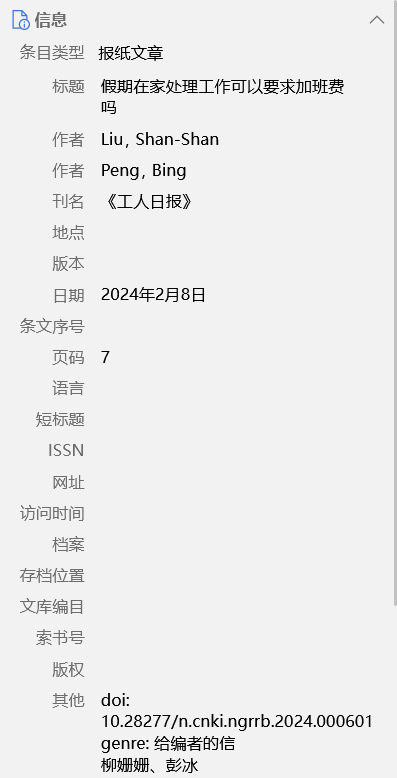 信息
条目类型 报纸文章
标题 假期在家处理工作可以要求加班费
吗
作者 Liu, Shan-Shan
作者 Peng, Bing
刊名 《工人日报》
地点
版本
日期 2024年2月8日
条文序号
页码 7
语言
短标题
ISSN
网址
访问时间
档案
存档位置
文库编目
索书号
版权
其他 doi:
10.28277/n.cnki.ngrrb.2024.000601
genre: 给编者的信
柳姗姗、彭冰